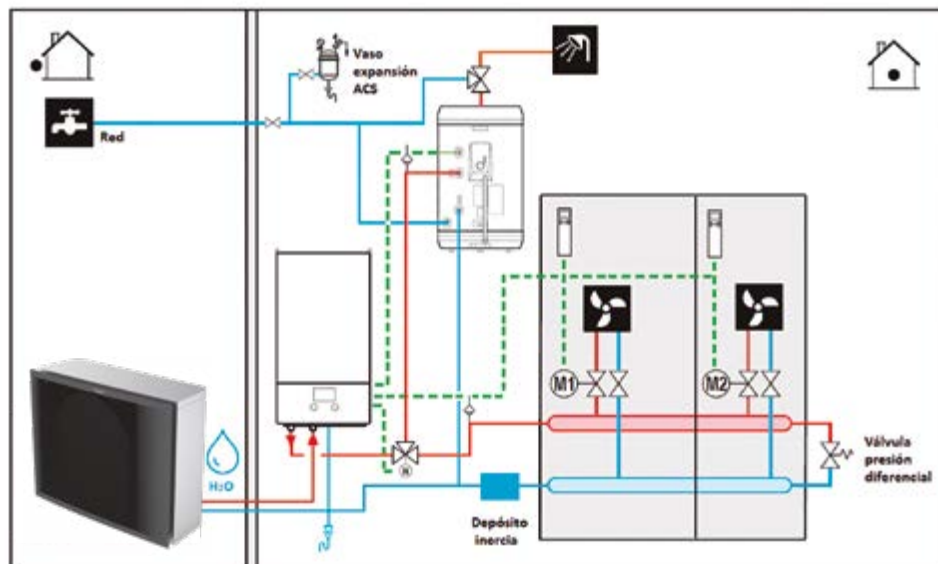 Vaso
expansión
ACS
Red
H₂O
M1
M2
Válvula
presión
diferencial
Depósito
inercia